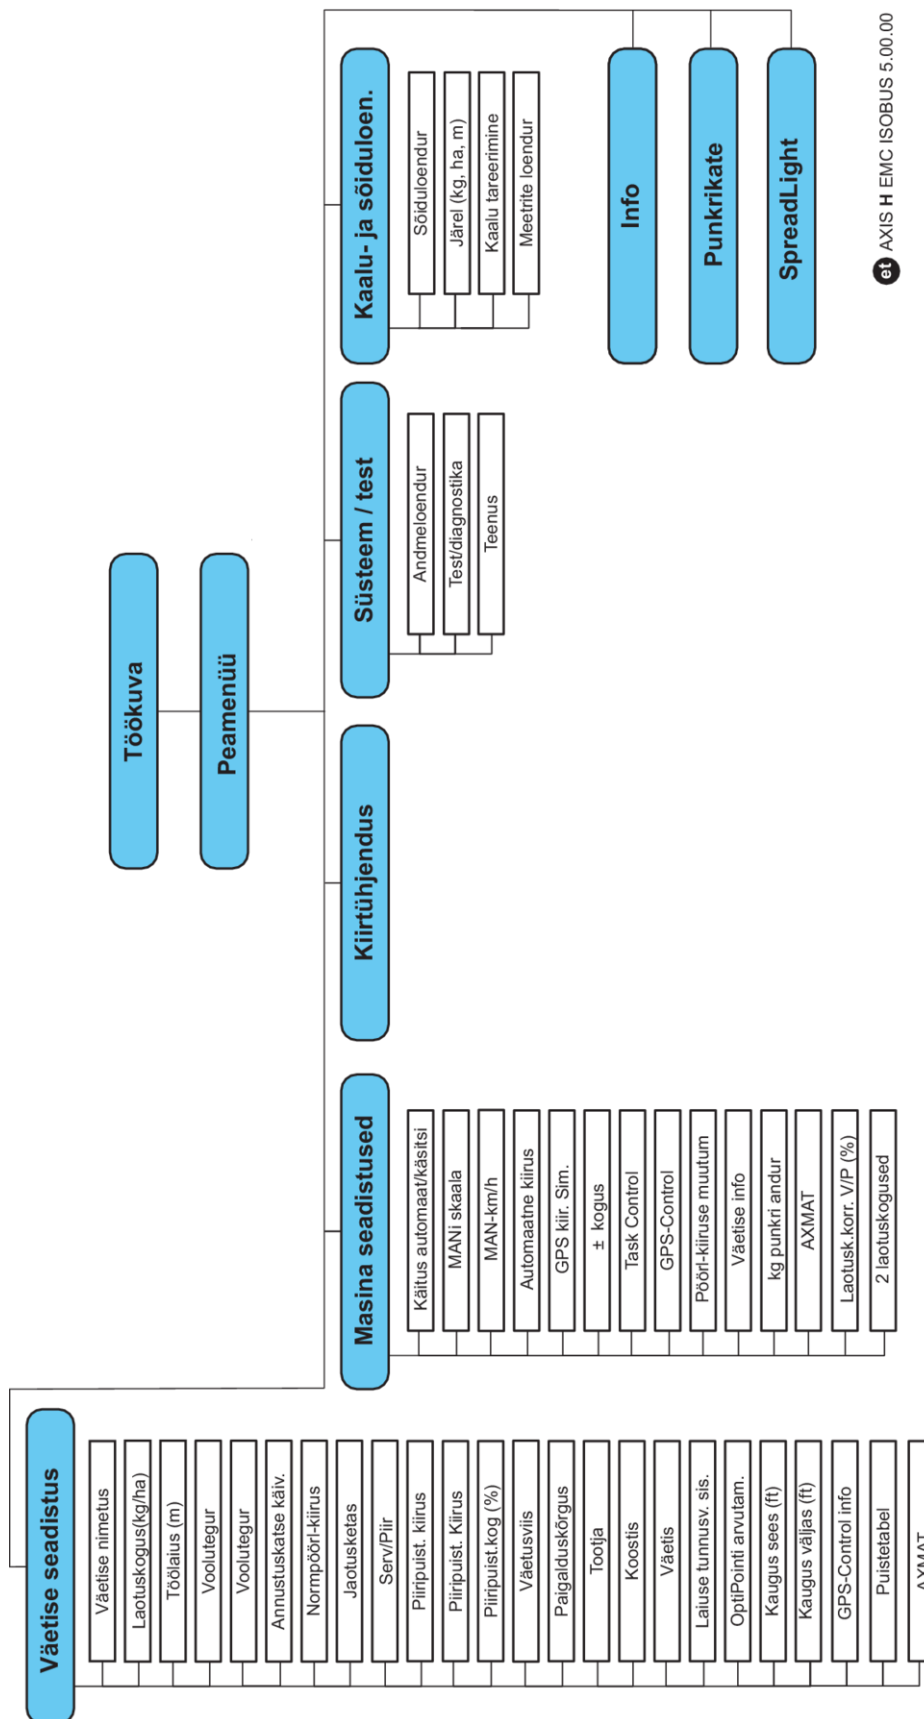 Töökuva
Peamenüü
Väetise seadistus
Väetise nimetus
Laotuskogus(kg/ha)
Töölaius (m)
Voolutegur
Voolutegur
Annustuskatse käiv.
Normpöörl-kiirus
Jaotusketas
Serv/Piir
Piiripuist. kiirus
Piiripuist. Kiirus
Piiripuist.kog (%)
Väetusviis
Paigalduskõrgus
Tootja
Koostis
Väetis
Laiuse tunnusv. sis.
OptiPointi arvutam.
Kaugus sees (ft)
Kaugus väljas (ft)
GPS-Control info
Puistetabel
AXMAT
Masina seadistused
Käitus automaat/käsitsi
MANi skaala
MAN-km/h
Automaatne kiirus
GPS kiir. Sim.
± kogus
Task Control
GPS-Control
Pöörl-kiiruse muutum
Väetise info
kg punkri andur
AXMAT
Laotusk.korr. V/P (%)
2 laotuskogused
Kiirtühjendus
Süsteem / test
Andmeloendur
Test/diagnostika
Teenus
Kaalu- ja sõiduloen.
Sõiduloendur
Järel (kg, ha, m)
Kaalu tareerimine
Meetrite loendur
Info
Punkrikate
SpreadLight
et AXIS H EMC ISOBUS 5.00.00